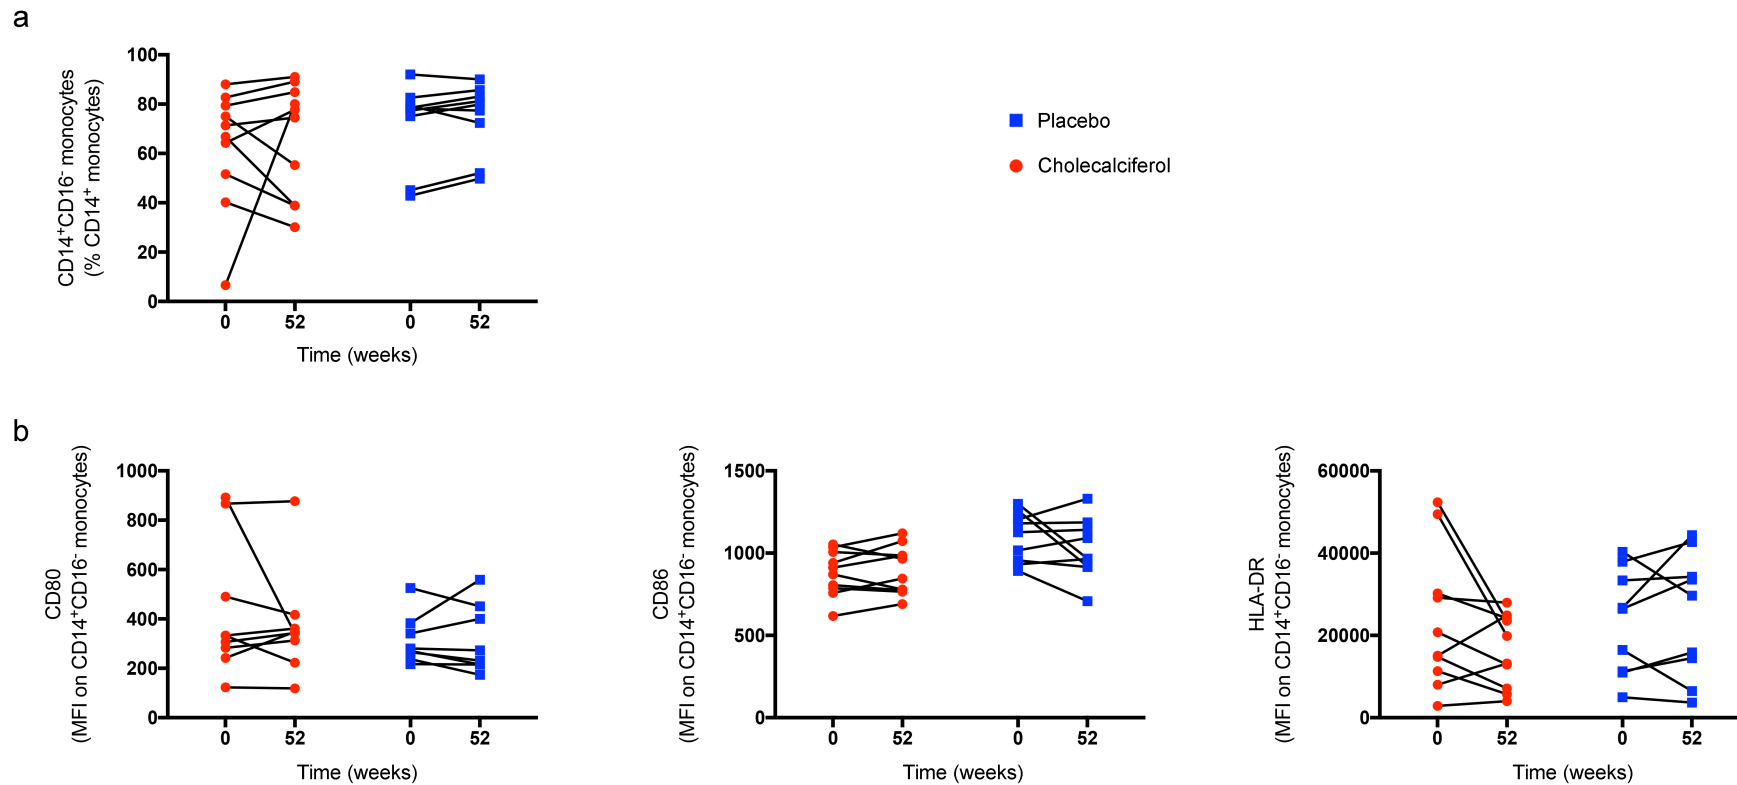 a
CD14⁺CD16⁻ monocytes
(% CD14⁺ monocytes)
100
80
60
40
20
0
0 52 0 52
Time (weeks)
Placebo
Cholecalciferol
b
CD80
(MFI on CD14⁺CD16⁻ monocytes)
1000
800
600
400
200
0
0 52 0 52
Time (weeks)
CD86
(MFI on CD14⁺CD16⁻ monocytes)
1500
1000
500
0
0 52 0 52
Time (weeks)
HLA-DR
(MFI on CD14⁺CD16⁻ monocytes)
60000
40000
20000
0
0 52 0 52
Time (weeks)